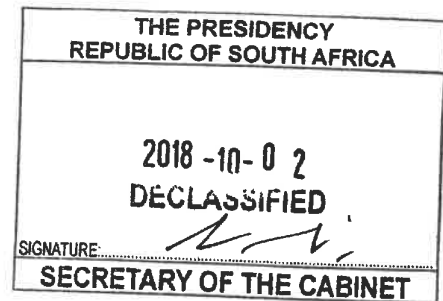 THE PRESIDENCY
REPUBLIC OF SOUTH AFRICA
2018 -10- 0 2
DECLASSIFIED
SIGNATURE:
SECRETARY OF THE CABINET